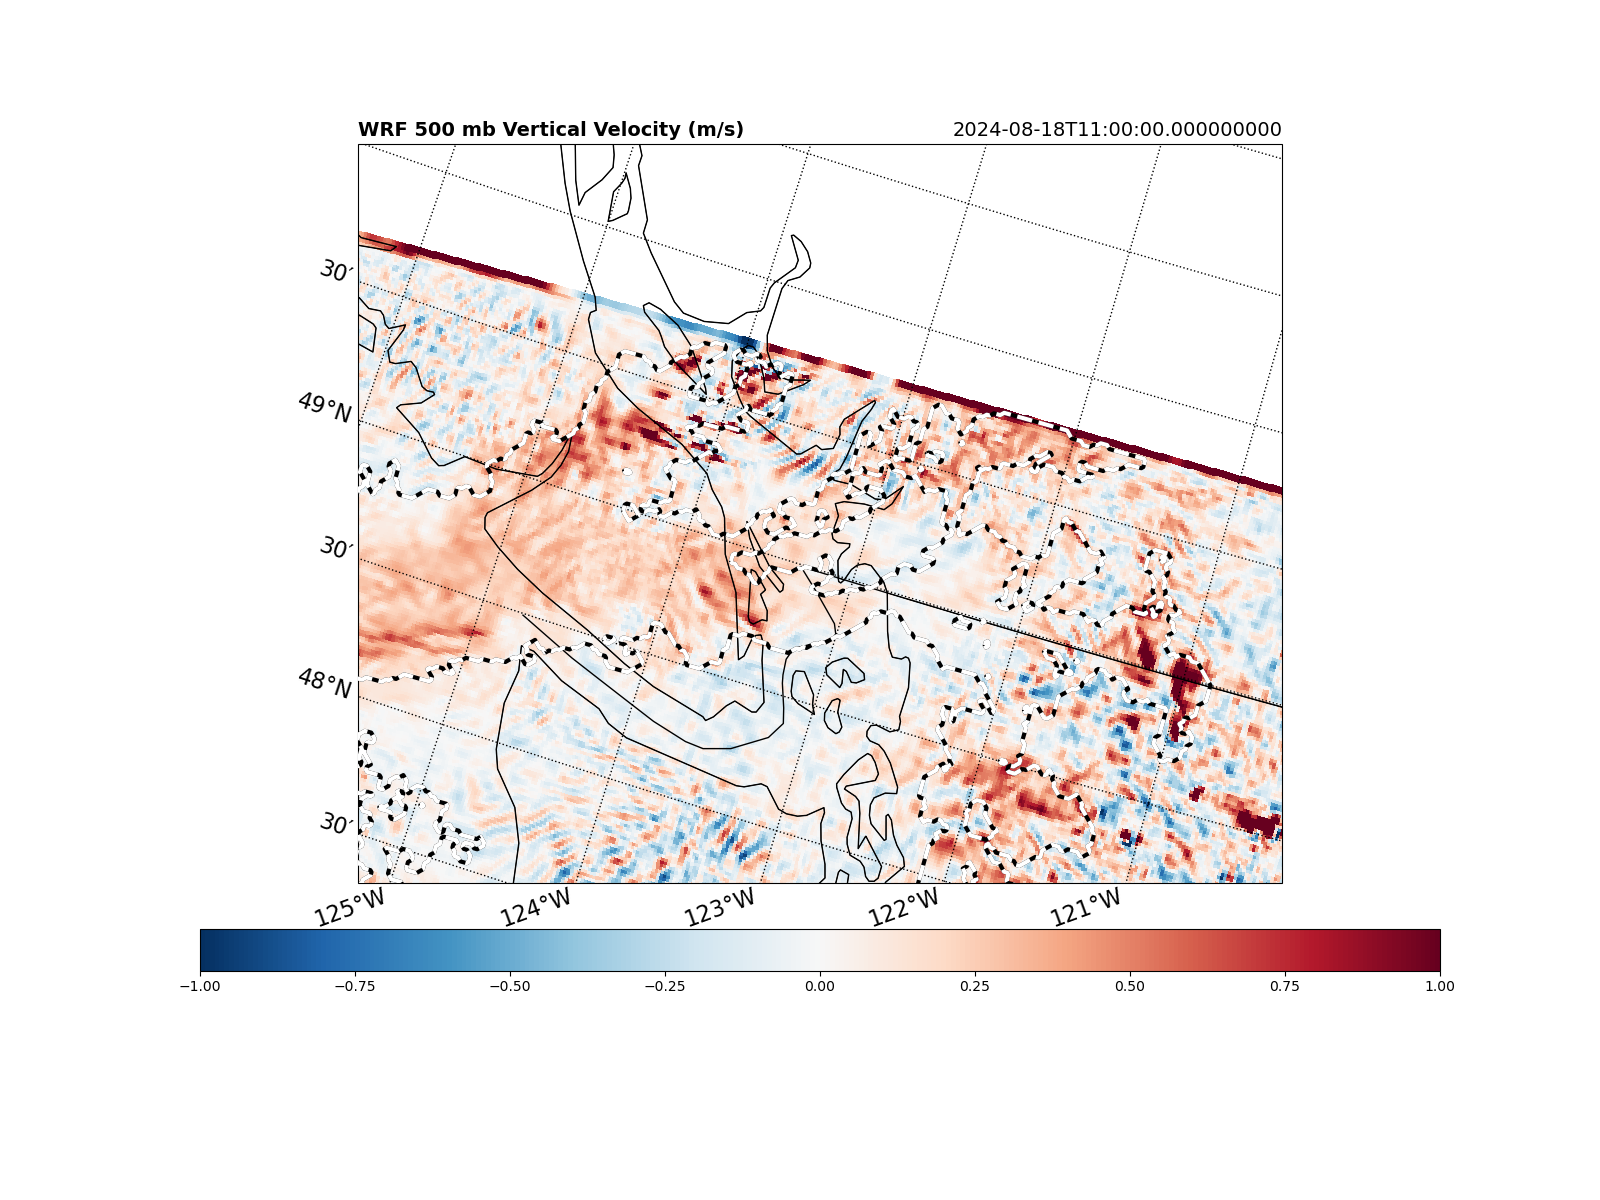 WRF 500 mb Vertical Velocity (m/s)
2024-08-18T11:00:00.000000000
30′
49°N
30′
48°N
30′
125°W
124°W
123°W
122°W
121°W
−1.00
−0.75
−0.50
−0.25
0.00
0.25
0.50
0.75
1.00